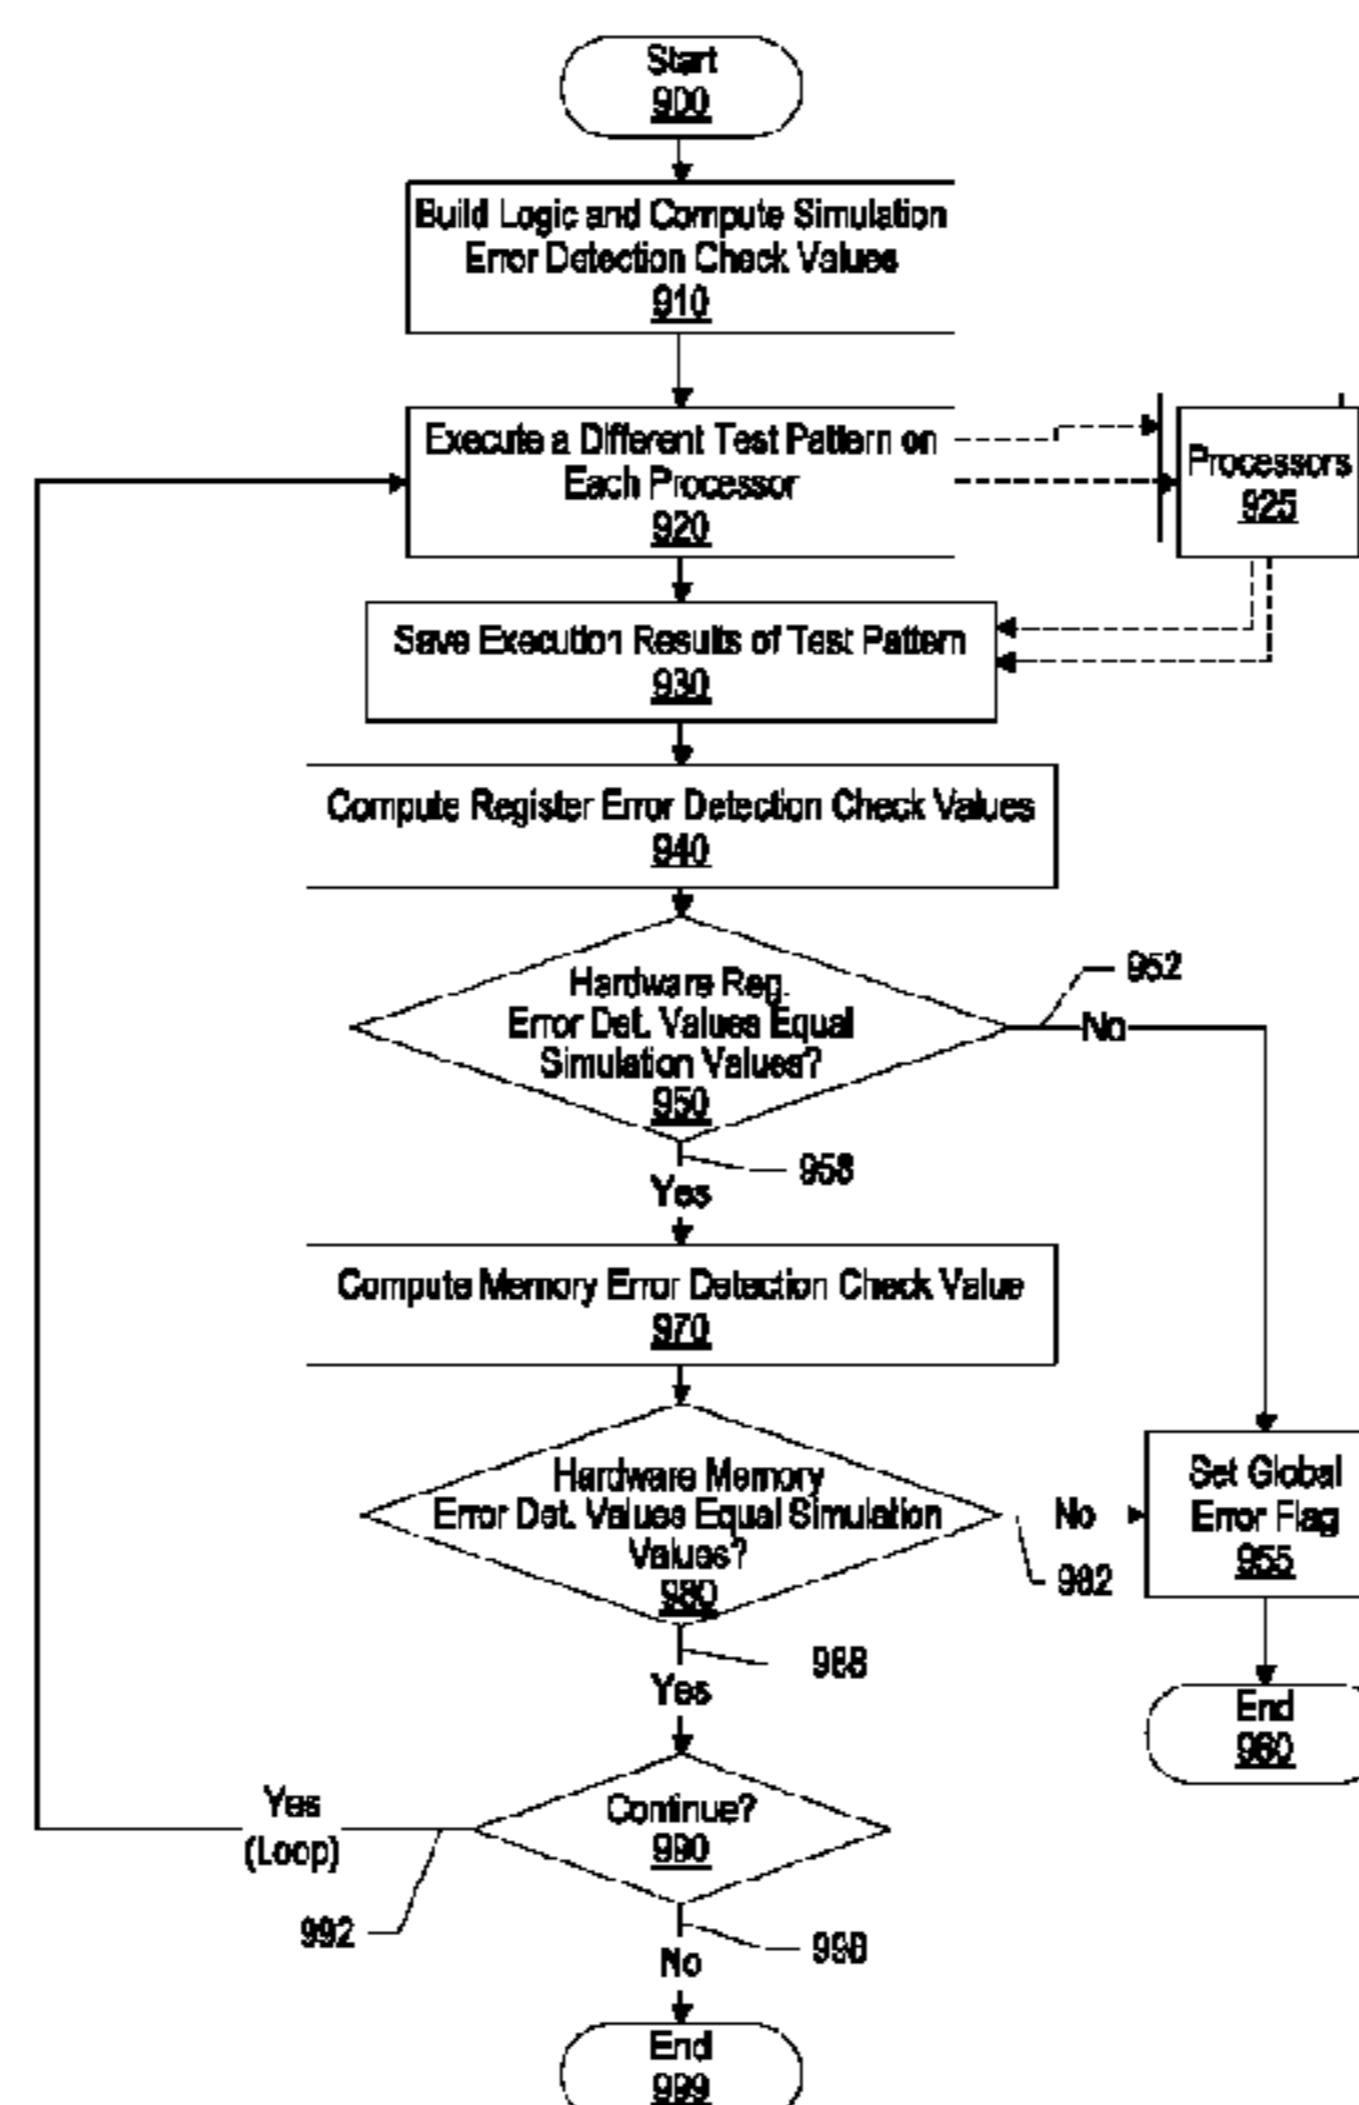 Start
900
Build Logic and Compute Simulation
Error Detection Check Values
910
Execute a Different Test Pattern on
Each Processor
920
Processors
925
Save Execution Results of Test Pattern
930
Compute Register Error Detection Check Values
940
Hardware Reg.
Error Det. Values Equal
Simulation Values?
950
952
No
958
Yes
Compute Memory Error Detection Check Value
970
Hardware Memory
Error Det. Values Equal Simulation
Values?
980
No
982
Set Global
Error Flag
955
988
Yes
End
960
Continue?
990
Yes
(Loop)
992
998
No
End
999